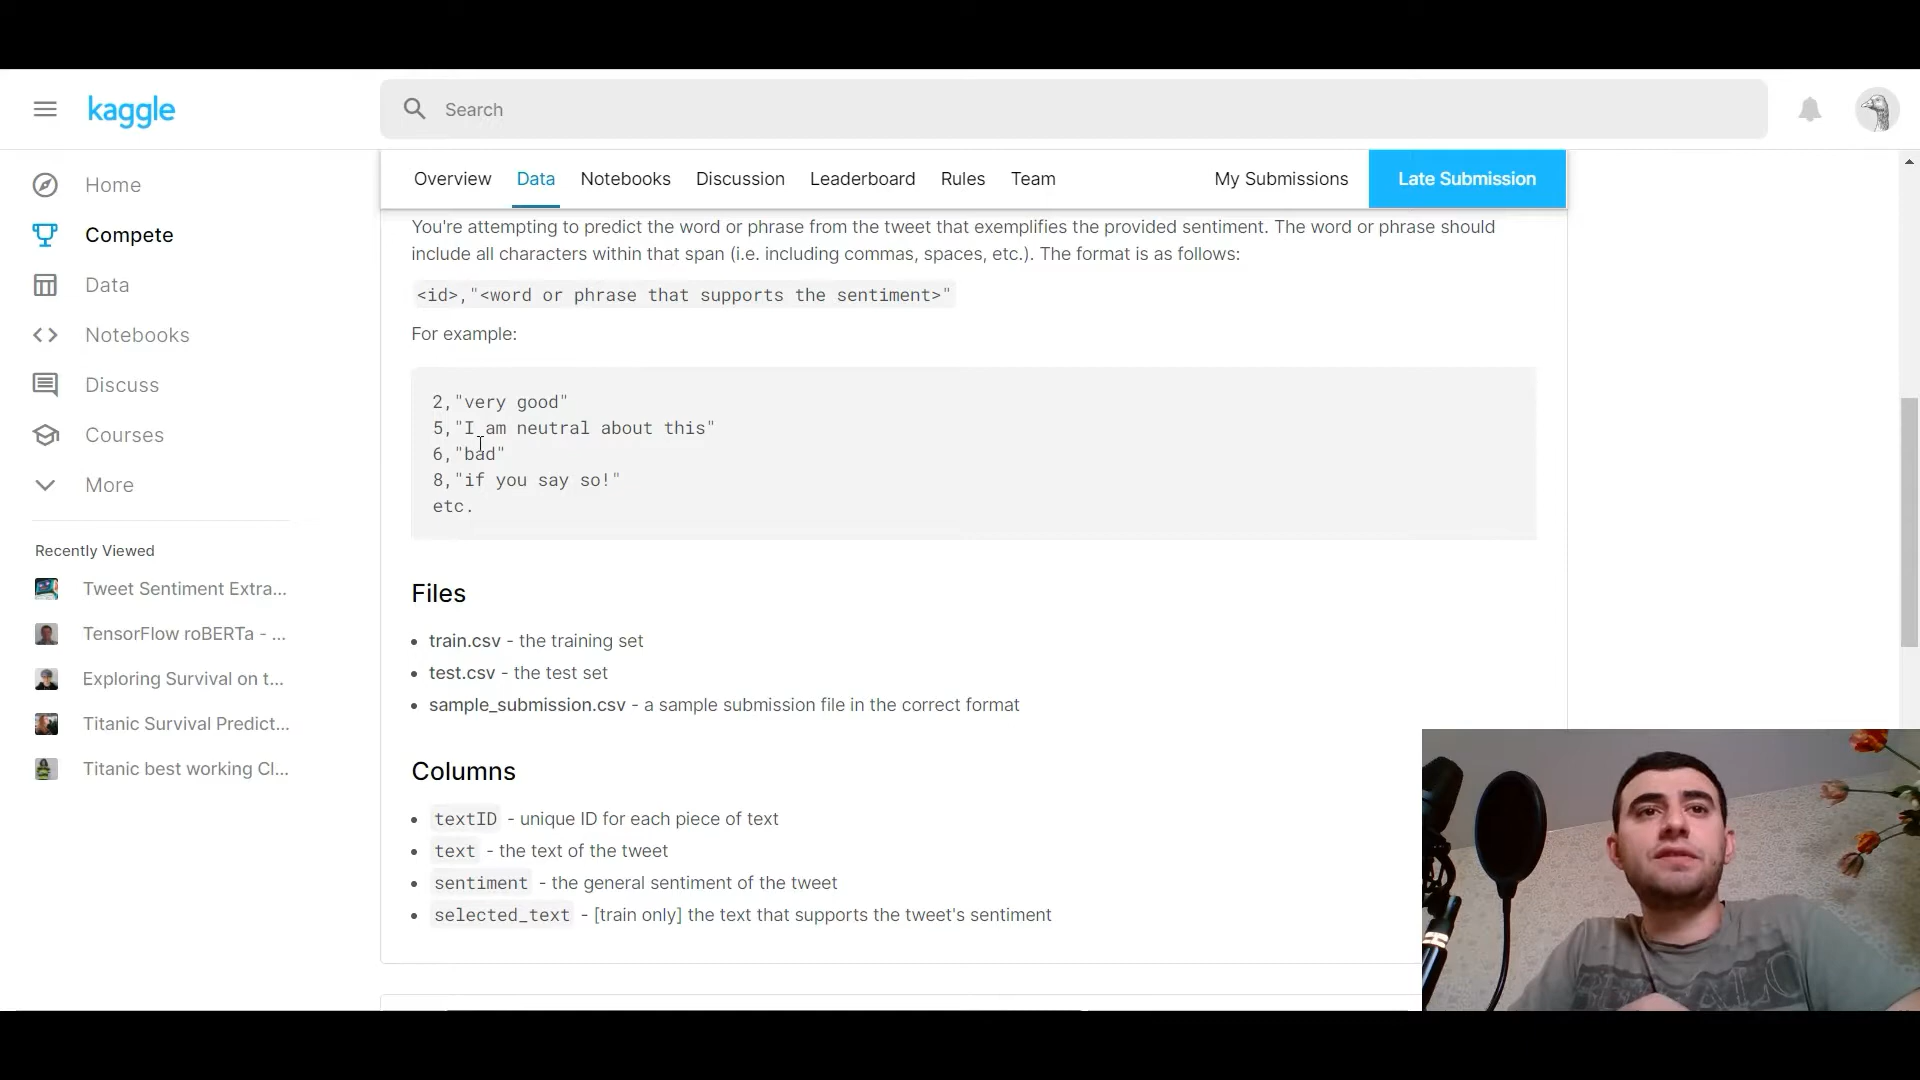 kaggle
Search
Home
Compete
Data
Notebooks
Discuss
Courses
More
Recently Viewed
Tweet Sentiment Extra...
TensorFlow roBERTa - ...
Exploring Survival on t...
Titanic Survival Predict...
Titanic best working Cl...
Overview Data Notebooks Discussion Leaderboard Rules Team My Submissions Late Submission
You're attempting to predict the word or phrase from the tweet that exemplifies the provided sentiment. The word or phrase should
include all characters within that span (i.e. including commas, spaces, etc.). The format is as follows:
<id>,"<word or phrase that supports the sentiment>"
For example:
2,"very good"
5,"I am neutral about this"
6,"bad"
8,"if you say so!"
etc.
Files
• train.csv - the training set
• test.csv - the test set
• sample_submission.csv - a sample submission file in the correct format
Columns
• textID - unique ID for each piece of text
• text - the text of the tweet
• sentiment - the general sentiment of the tweet
• selected_text - [train only] the text that supports the tweet's sentiment